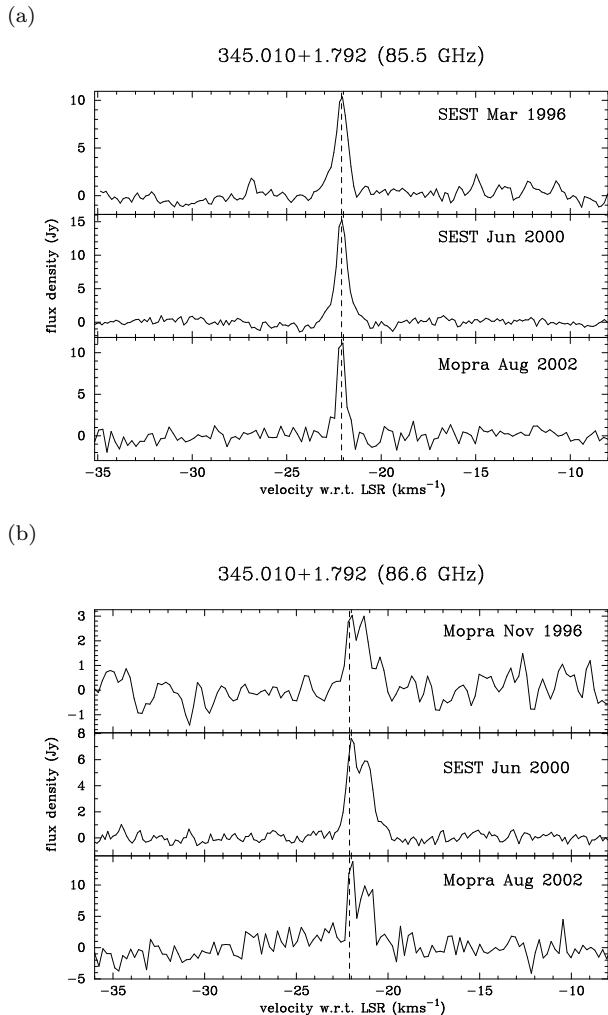 (a)
345.010+1.792 (85.5 GHz)
10
5
0
SEST Mar 1996
15
10
5
0
SEST Jun 2000
10
5
0
Mopra Aug 2002
flux density (Jy)
−35 −30 −25 −20 −15 −10
velocity w.r.t. LSR (kms⁻¹)
(b)
345.010+1.792 (86.6 GHz)
3
2
1
0
−1
Mopra Nov 1996
8
6
4
2
0
SEST Jun 2000
10
5
0
−5
Mopra Aug 2002
flux density (Jy)
−35 −30 −25 −20 −15 −10
velocity w.r.t. LSR (kms⁻¹)